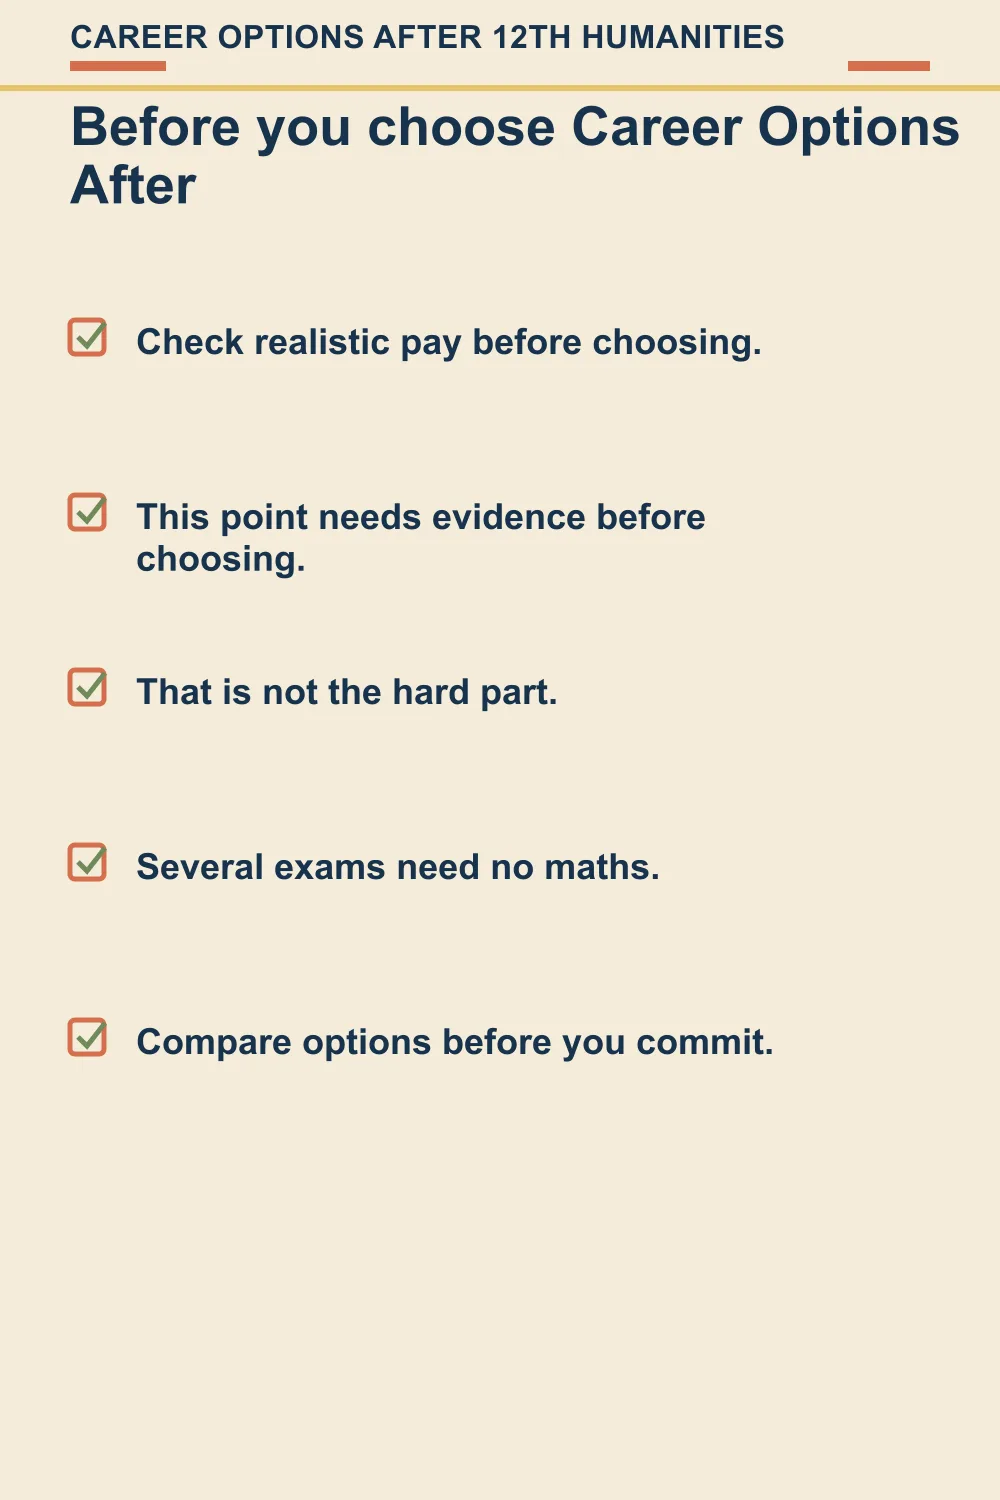 CAREER OPTIONS AFTER 12TH HUMANITIES
Before you choose Career Options
After
Check realistic pay before choosing.
This point needs evidence before
choosing.
That is not the hard part.
Several exams need no maths.
Compare options before you commit.